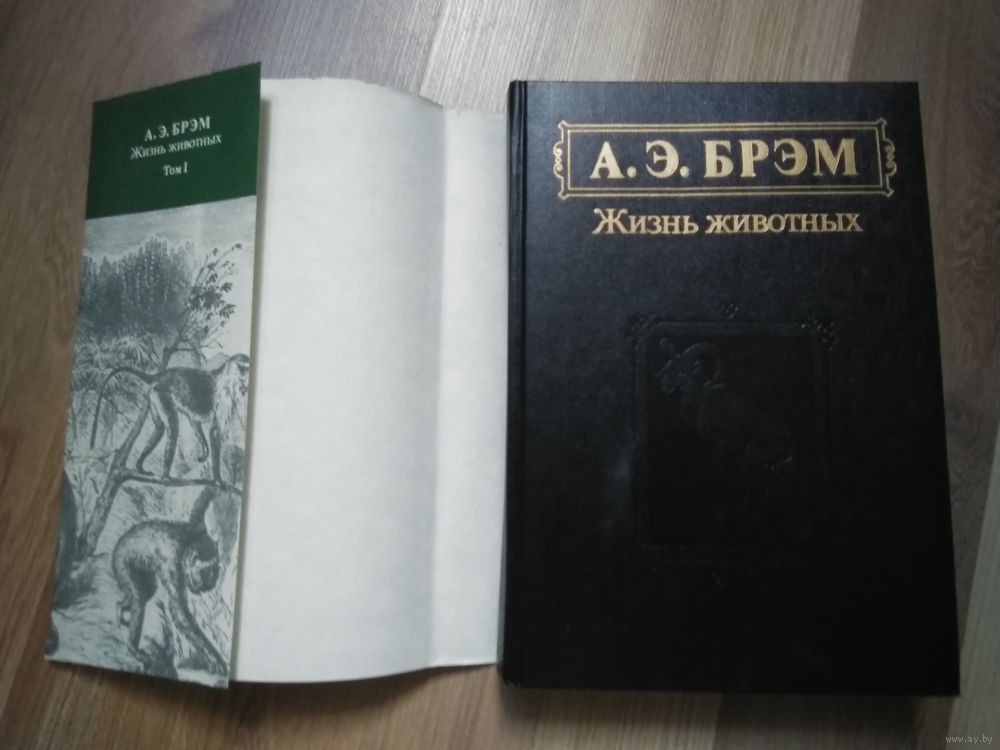 А. Э. БРЭМ
Жизнь животных
Том I
А. Э. БРЭМ
Жизнь животных
www.ay.by